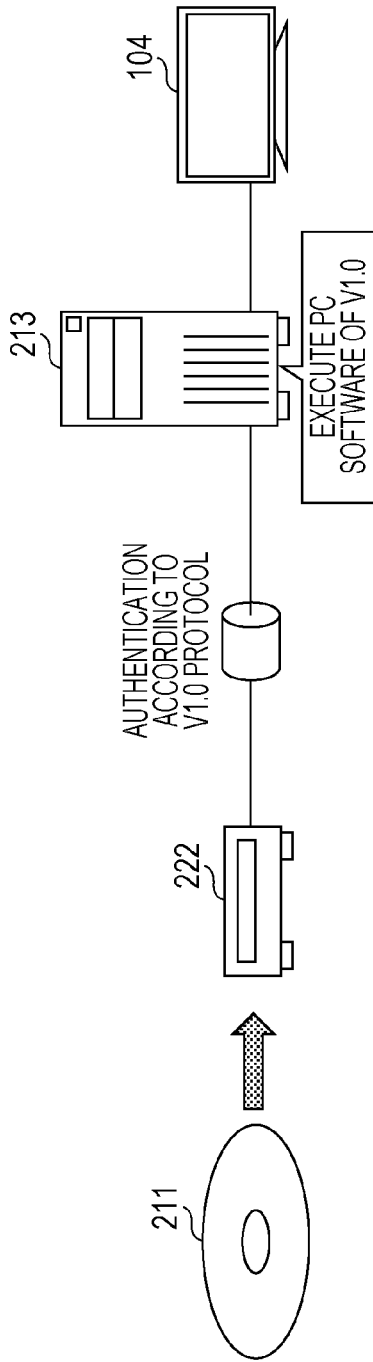 211
222
AUTHENTICATION
ACCORDING TO
V1.0 PROTOCOL
213
EXECUTE PC
SOFTWARE OF V1.0
104